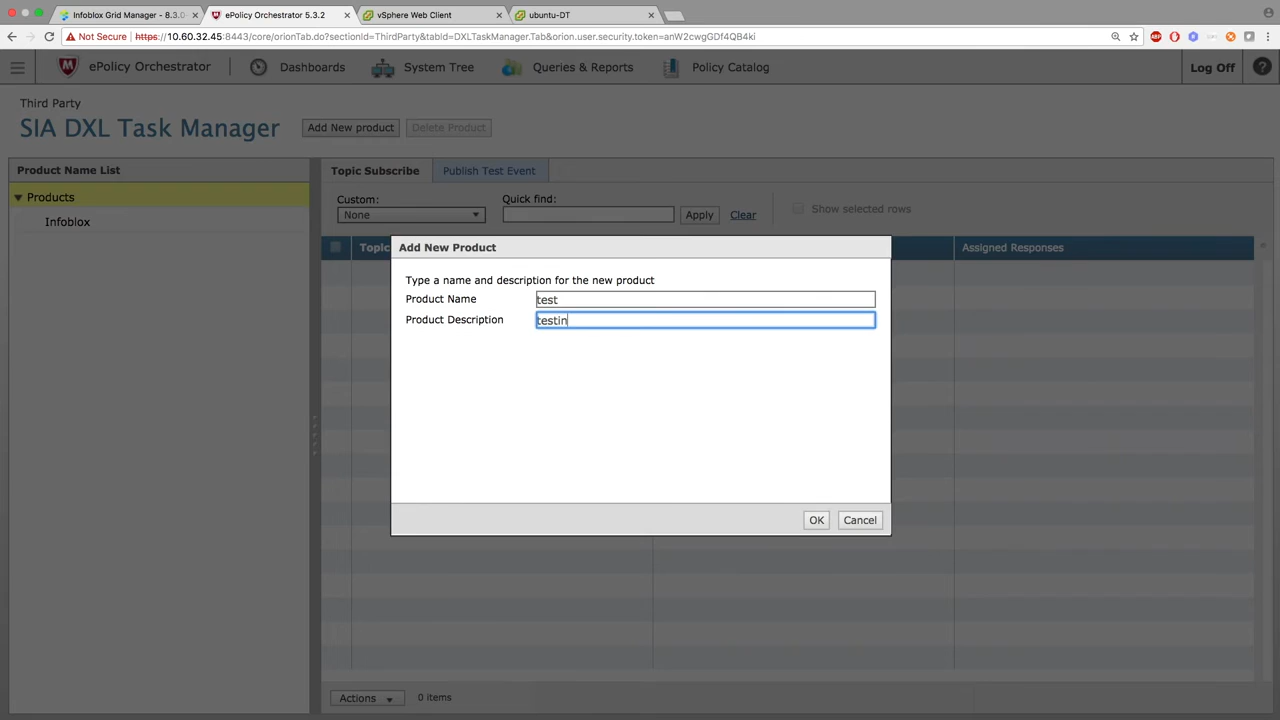 Infoblox Grid Manager - 8.3.0
ePolicy Orchestrator 5.3.2
vSphere Web Client
ubuntu-DT
Not Secure https://10.60.32.45:8443/core/orionTab.do?sectionId=ThirdParty&tabId=DXLTaskManager.Tab&orion.user.security.token=anW2cwgGDf4QB4ki
ePolicy Orchestrator
Dashboards
System Tree
Queries & Reports
Policy Catalog
Log Off
?
Third Party
SIA DXL Task Manager
Add New product
Delete Product
Product Name List
Products
Infoblox
Topic Subscribe
Publish Test Event
Custom:
None
Quick find:
Apply
Clear
Show selected rows
Topic
Assigned Responses
Add New Product
Type a name and description for the new product
Product Name
test
Product Description
testin
OK
Cancel
Actions
0 items